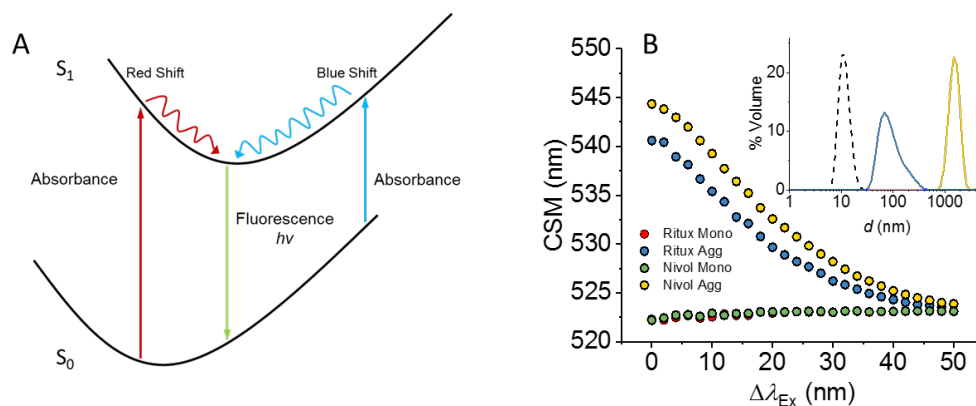 A
S1
Red Shift
Blue Shift
Absorbance
Absorbance
Fluorescence
hv
S0
B
CSM (nm)
545
540
535
530
525
520
0 10 20 30 40 50
ΔλEx (nm)
Ritux Mono
Ritux Agg
Nivol Mono
Nivol Agg
% Volume
20
10
0
1 10 100 1000
d (nm)